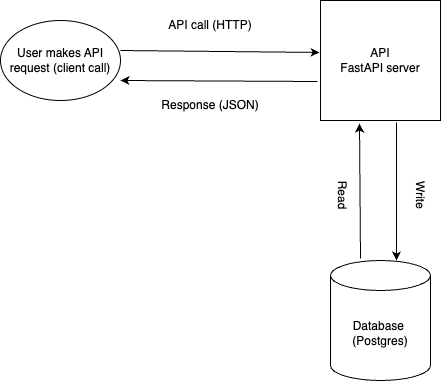 API call (HTTP)
User makes API
request (client call)
API
FastAPI server
Response (JSON)
Read
Write
Database
(Postgres)